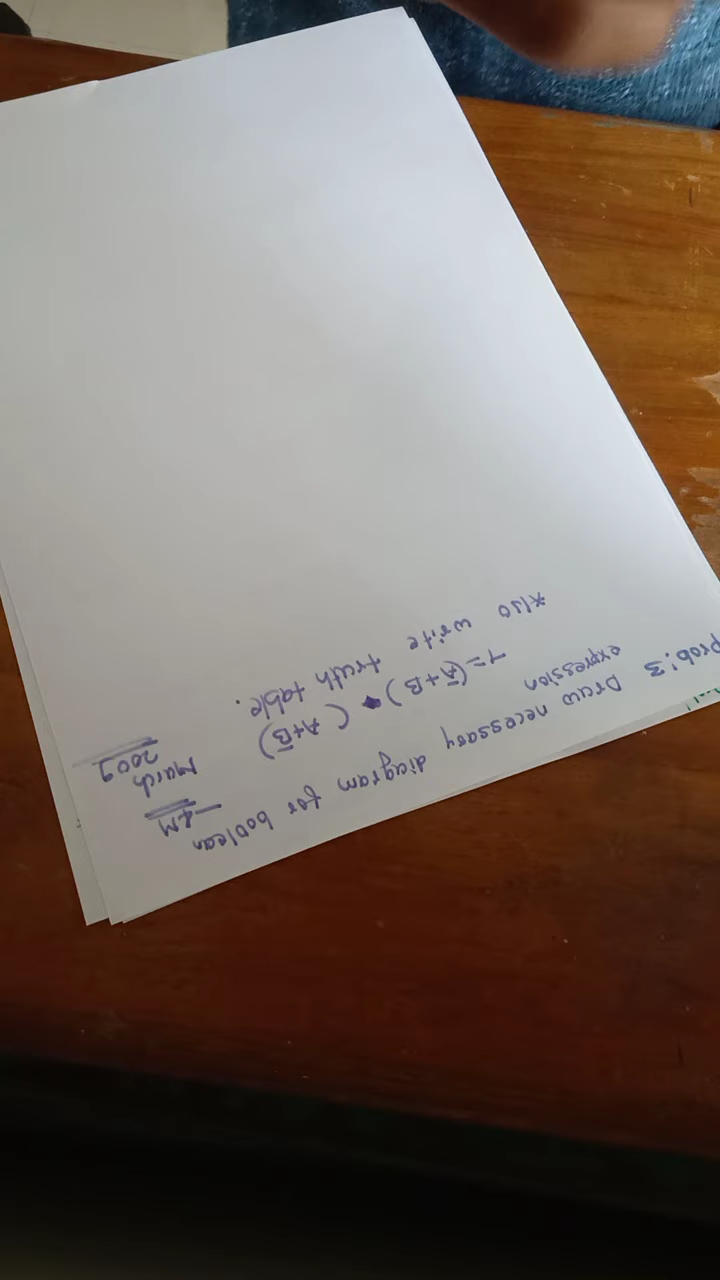 Prob: 3 Draw necessary diagram for boolean
expression
Y=(A̅+B)•(A+B̅)
-4M
March
2009
*Also write truth table.